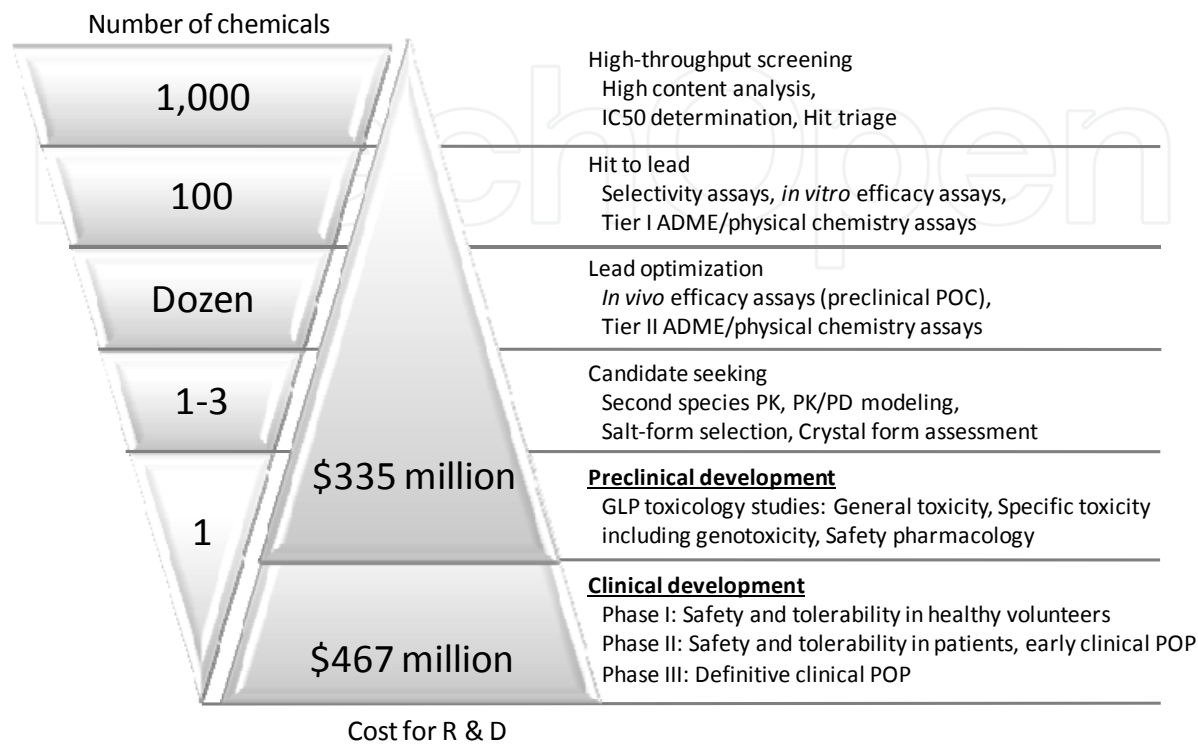 Number of chemicals
1,000
High-throughput screening
High content analysis,
IC50 determination, Hit triage
100
Hit to lead
Selectivity assays, in vitro efficacy assays,
Tier I ADME/physical chemistry assays
Dozen
Lead optimization
In vivo efficacy assays (preclinical POC),
Tier II ADME/physical chemistry assays
1-3
Candidate seeking
Second species PK, PK/PD modeling,
Salt-form selection, Crystal form assessment
1
$335 million
Preclinical development
GLP toxicology studies: General toxicity, Specific toxicity
including genotoxicity, Safety pharmacology
$467 million
Clinical development
Phase I: Safety and tolerability in healthy volunteers
Phase II: Safety and tolerability in patients, early clinical POP
Phase III: Definitive clinical POP
Cost for R & D